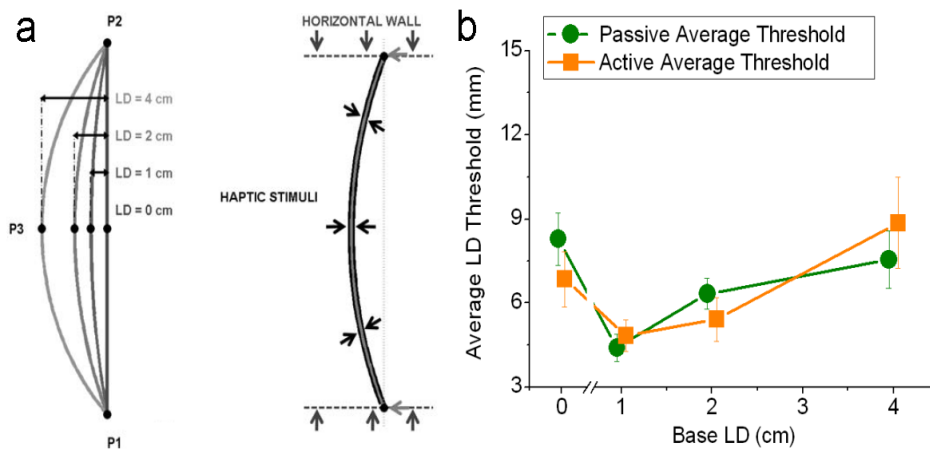 a
P2
LD = 4 cm
LD = 2 cm
LD = 1 cm
LD = 0 cm
P3
P1
HORIZONTAL WALL
HAPTIC STIMULI
b
Passive Average Threshold
Active Average Threshold
Average LD Threshold (mm)
15
12
9
6
3
0
1
2
3
4
Base LD (cm)